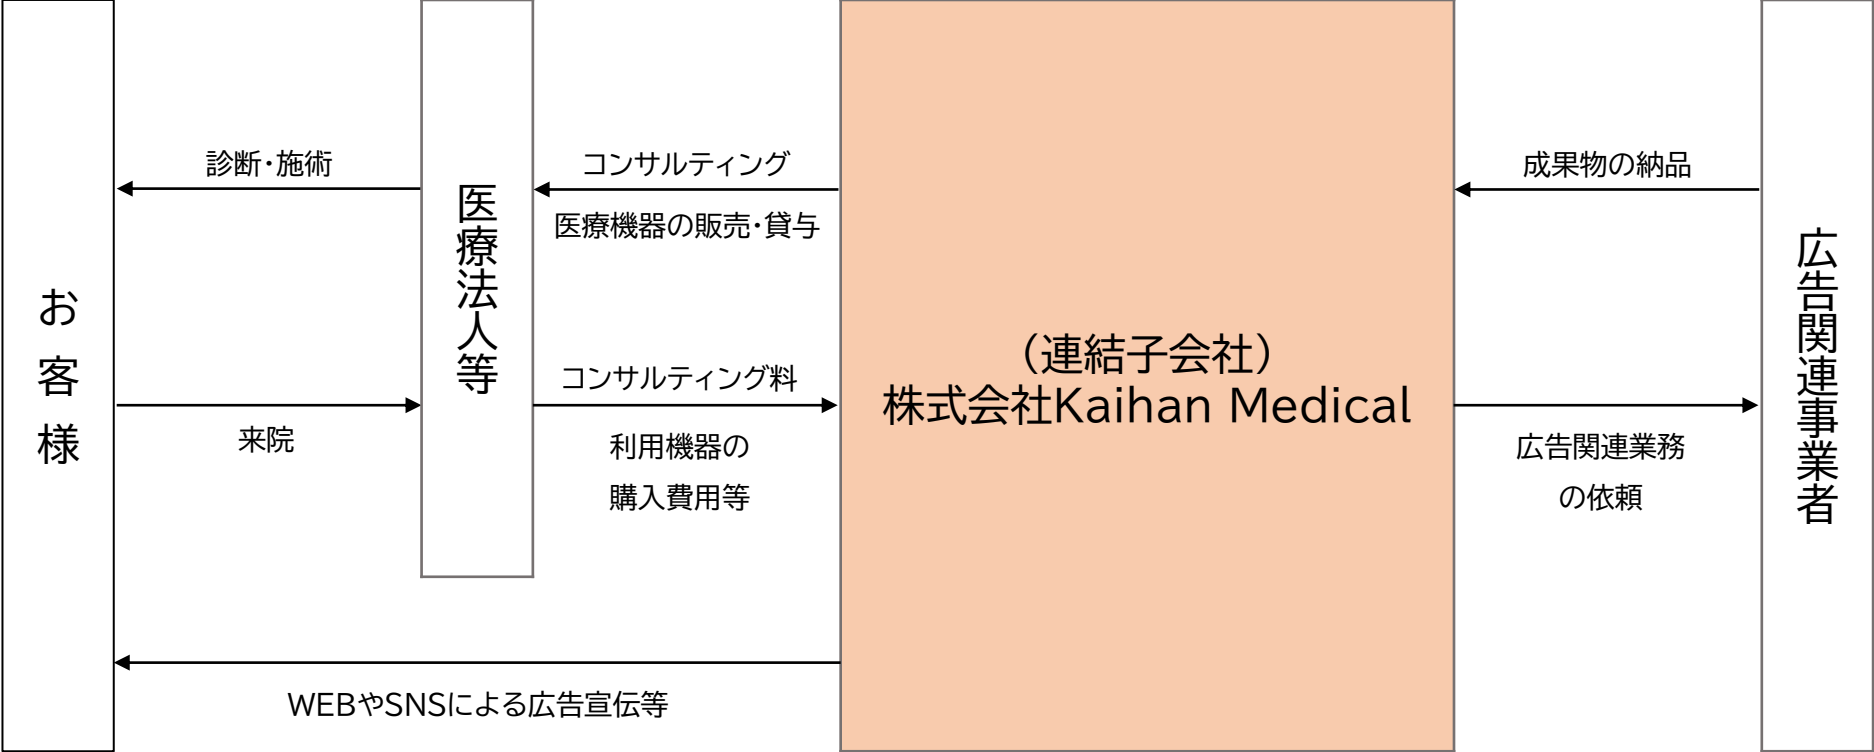 お客様
診断・施術
来院
医療法人等
コンサルティング
医療機器の販売・貸与
コンサルティング料
利用機器の
購入費用等
WEBやSNSによる広告宣伝等
（連結子会社）
株式会社Kaihan Medical
成果物の納品
広告関連業務
の依頼
広告関連事業者